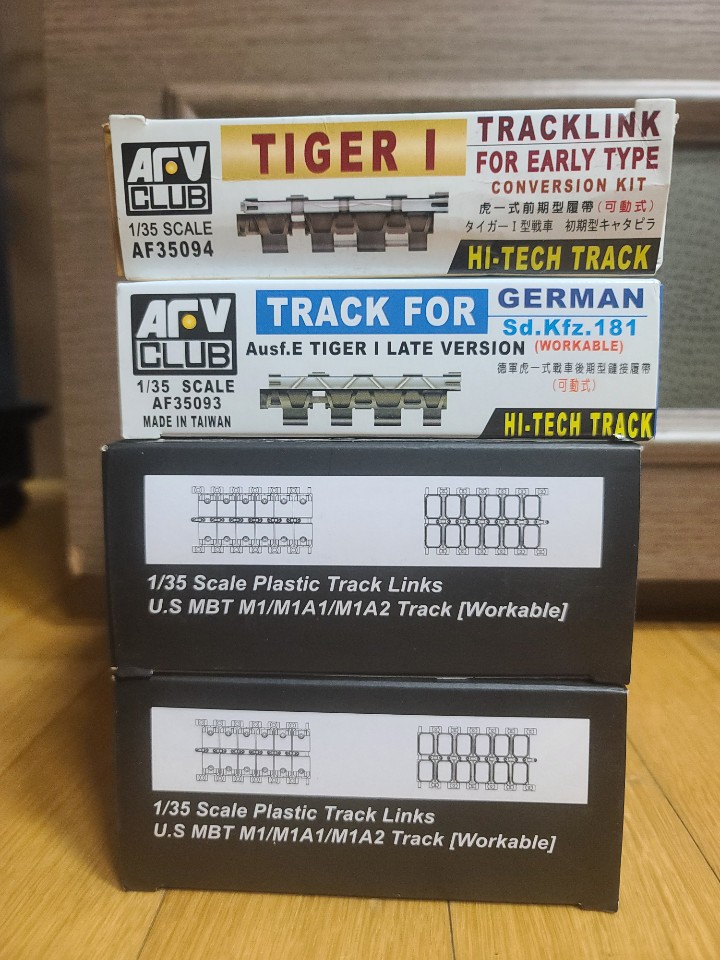 AFV CLUB
1/35 SCALE
AF35094
TIGER I
TRACKLINK
FOR EARLY TYPE
CONVERSION KIT
虎一式前期型履帶(可動式)
タイガーI型戦車 初期型キャタピラ
HI-TECH TRACK
AFV CLUB
1/35 SCALE
AF35093
MADE IN TAIWAN
TRACK FOR GERMAN
Sd.Kfz.181
Ausf.E TIGER I LATE VERSION (WORKABLE)
德軍虎一式戰車後期型鏈接履帶
(可動式)
HI-TECH TRACK
1/35 Scale Plastic Track Links
U.S MBT M1/M1A1/M1A2 Track [Workable]
1/35 Scale Plastic Track Links
U.S MBT M1/M1A1/M1A2 Track [Workable]